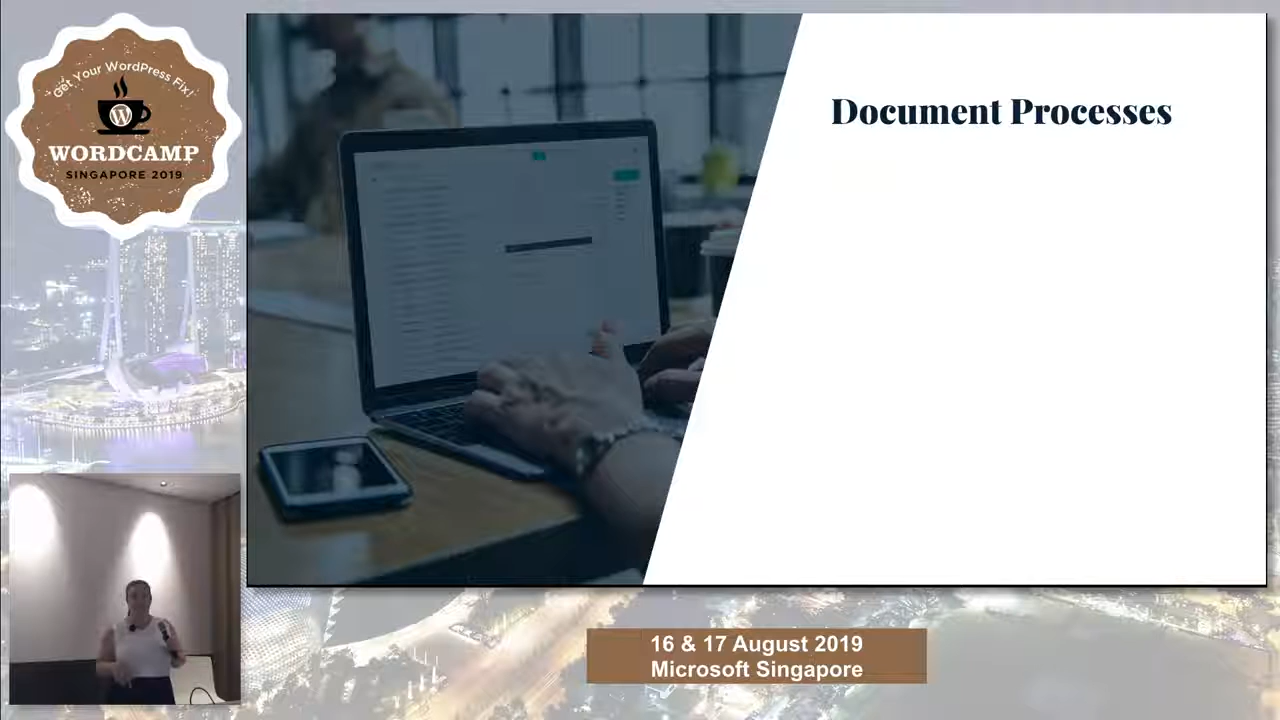 Get Your WordPress Fix!
WORDCAMP
SINGAPORE 2019
Document Processes
16 & 17 August 2019
Microsoft Singapore